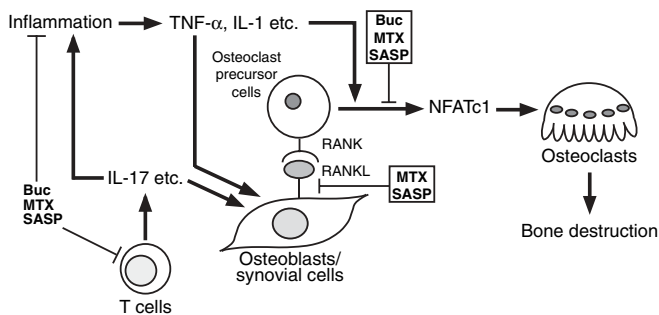 Inflammation
TNF-α, IL-1 etc.
Buc
MTX
SASP
Osteoclast
precursor
cells
NFATc1
RANK
RANKL
MTX
SASP
Osteoclasts
IL-17 etc.
Buc
MTX
SASP
Bone destruction
Osteoblasts/
synovial cells
T cells